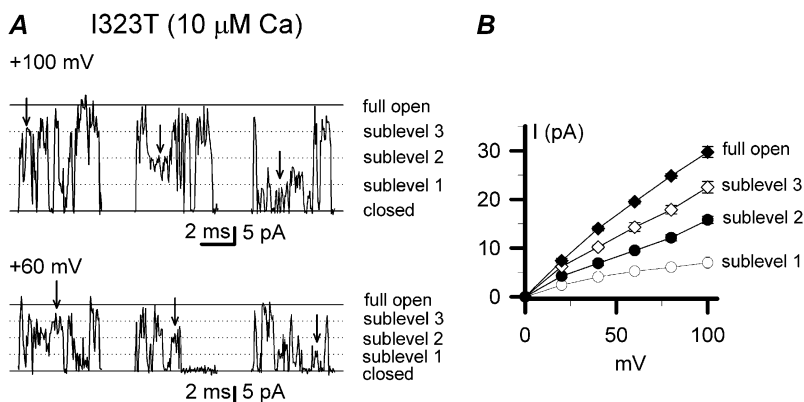 A I323T (10 μM Ca)
+100 mV
full open
sublevel 3
sublevel 2
sublevel 1
closed
2 ms 5 pA
+60 mV
full open
sublevel 3
sublevel 2
sublevel 1
closed
2 ms 5 pA
B
I (pA)
30
20
10
0
full open
sublevel 3
sublevel 2
sublevel 1
0 50 100
mV